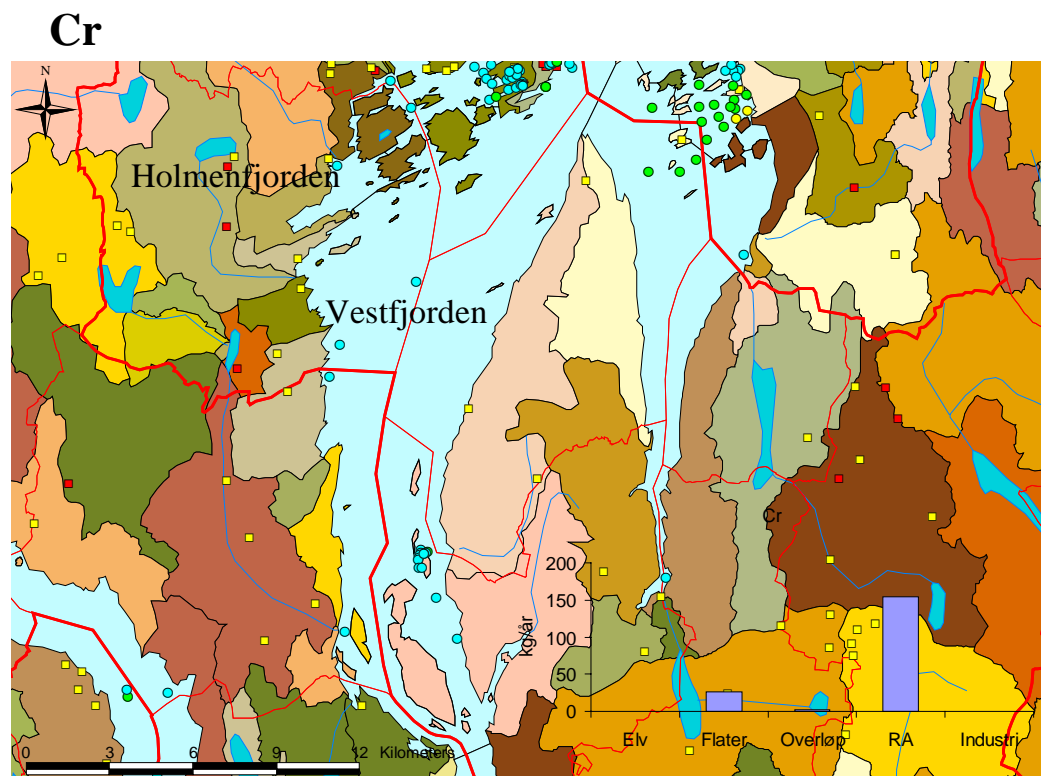 Cr
N
Holmenfjorden
Vestfjorden
Cr
200
150
100
50
0
kg/år
Elv Flater Overløp RA Industri
0 3 6 9 12 Kilometers